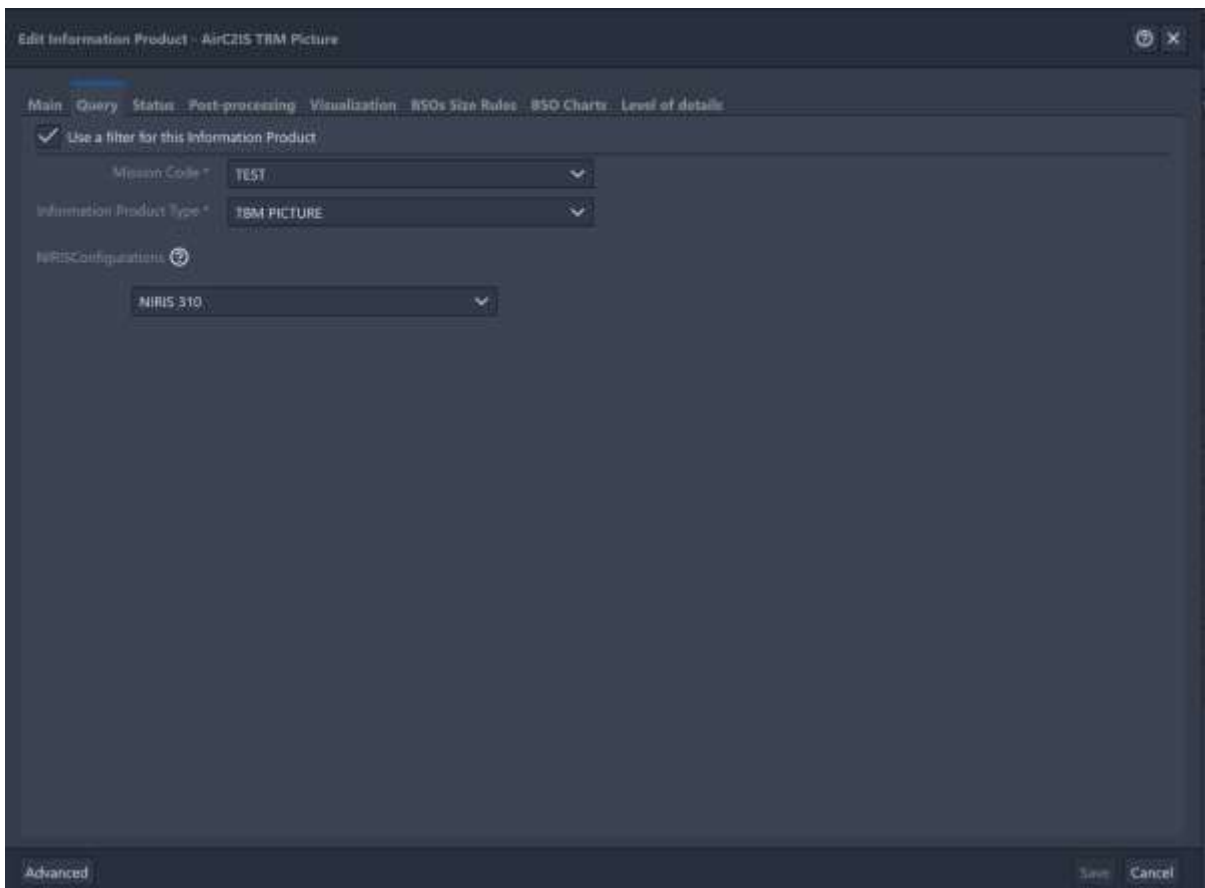 Edit Information Product - AirC2IS TBM Picture
Main Query Status Post-processing Visualization BSOs Size Rules BSO Charts Level of details
Use a filter for this Information Product
Mission Code * TEST
Information Product Type * TBM PICTURE
NIRISConfigurations
NIRIS 310
Advanced Save Cancel